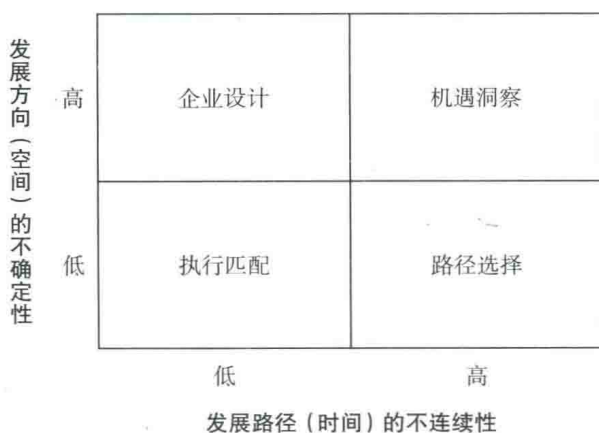 发展方向(空间)的不确定性
高
企业设计
机遇洞察
低
执行匹配
路径选择
低
高
发展路径(时间)的不连续性